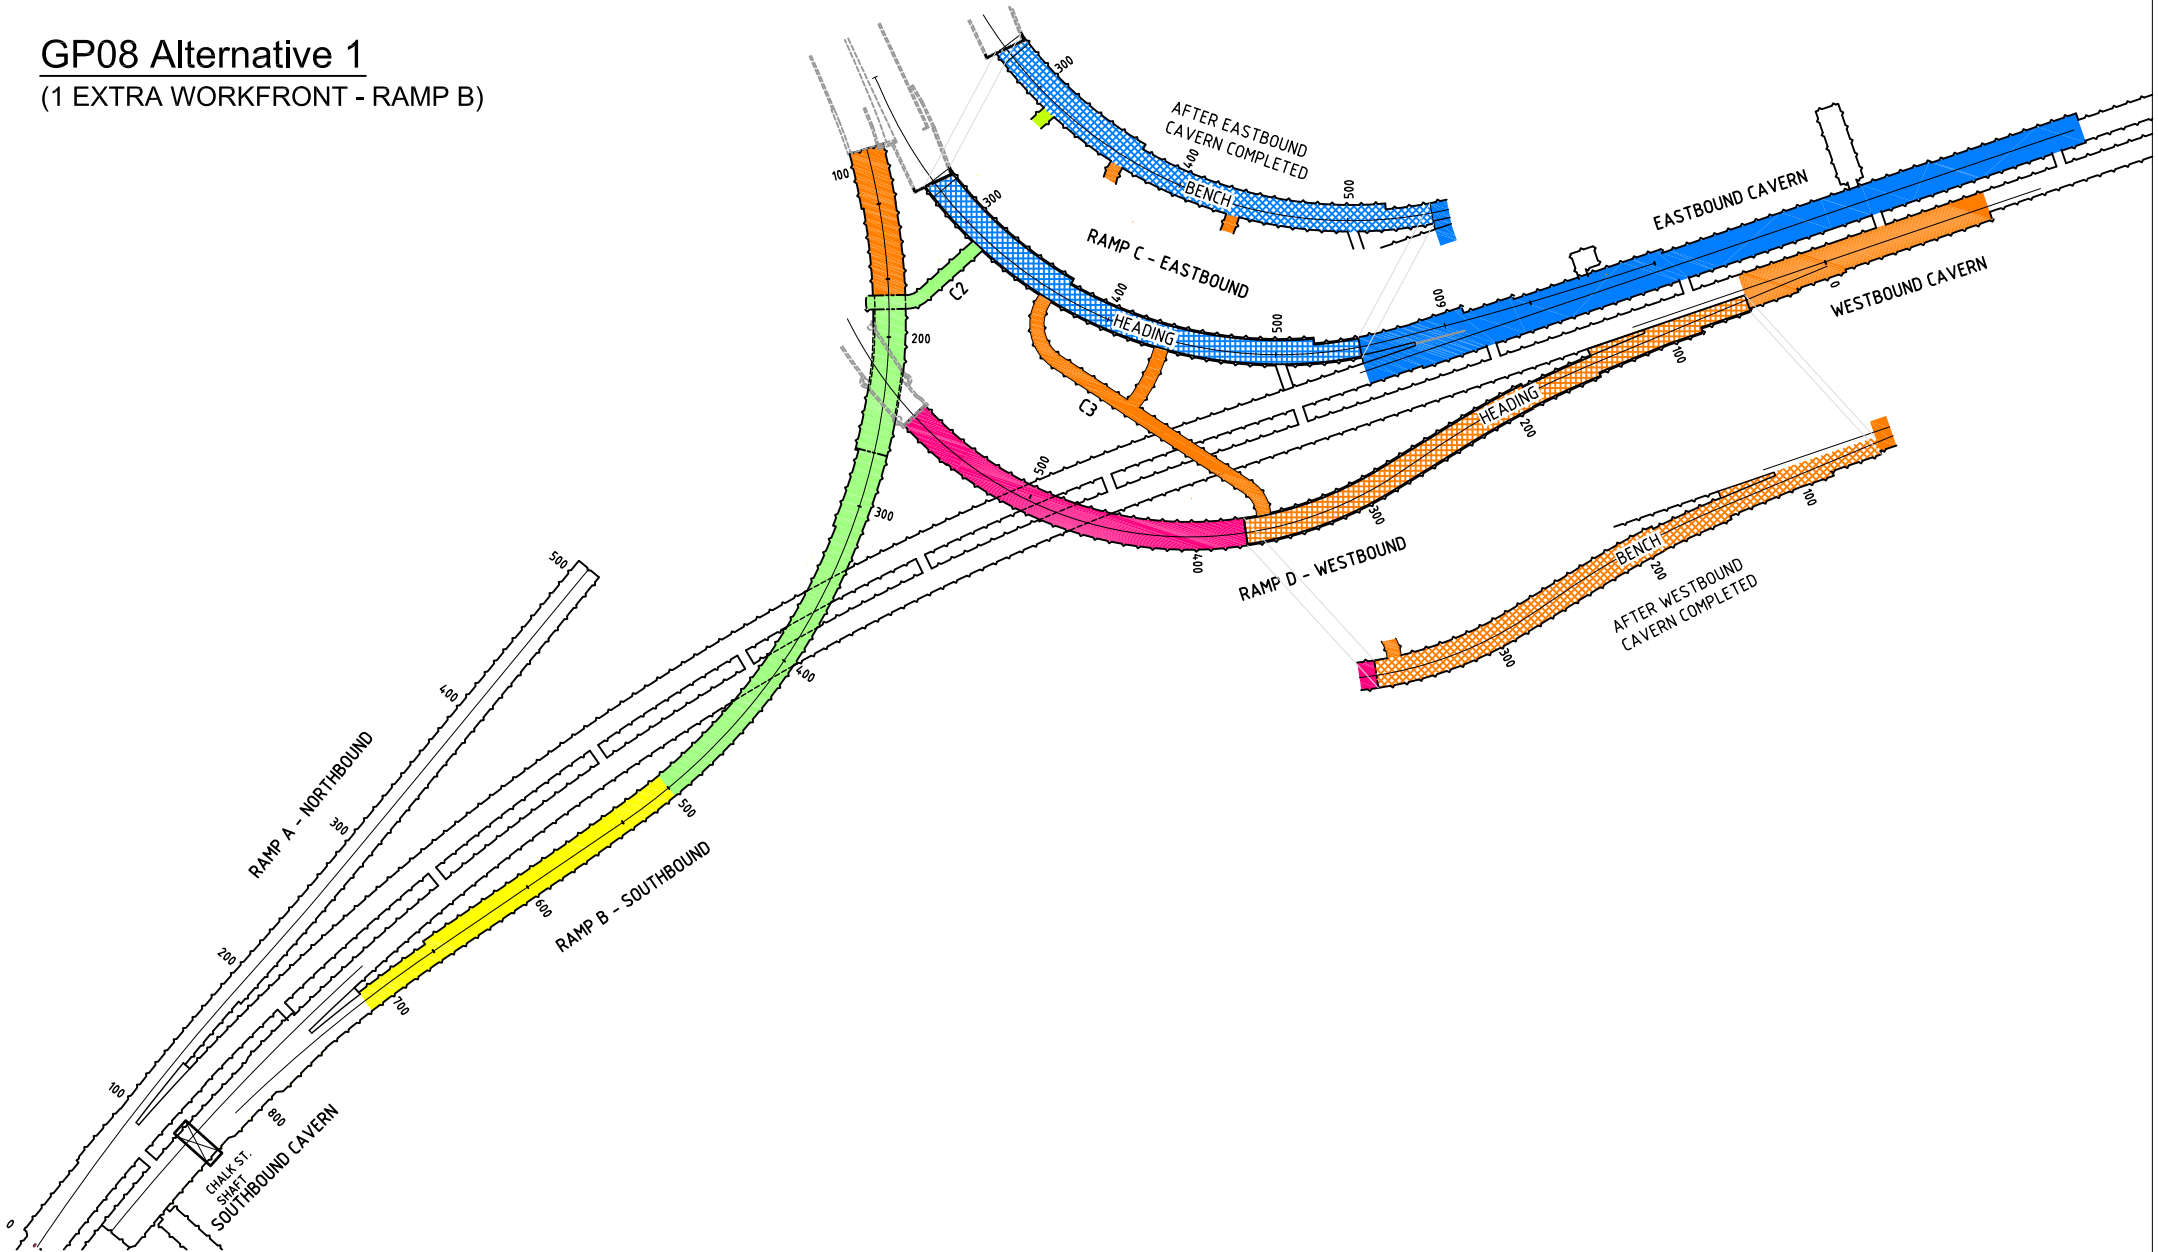 GP08 Alternative 1
(1 EXTRA WORKFRONT - RAMP B)
300
AFTER EASTBOUND
CAVERN COMPLETED
400
BENCH
500
100
300
EASTBOUND CAVERN
RAMP C - EASTBOUND
C2
400
HEADING
500
600
WESTBOUND CAVERN
0
200
100
C3
HEADING
200
500
300
300
400
RAMP D - WESTBOUND
100
BENCH
200
AFTER WESTBOUND
CAVERN COMPLETED
300
500
400
400
RAMP A - NORTHBOUND
300
500
RAMP B - SOUTHBOUND
600
200
700
100
800
CHALK ST.
SHAFT
SOUTHBOUND CAVERN
0